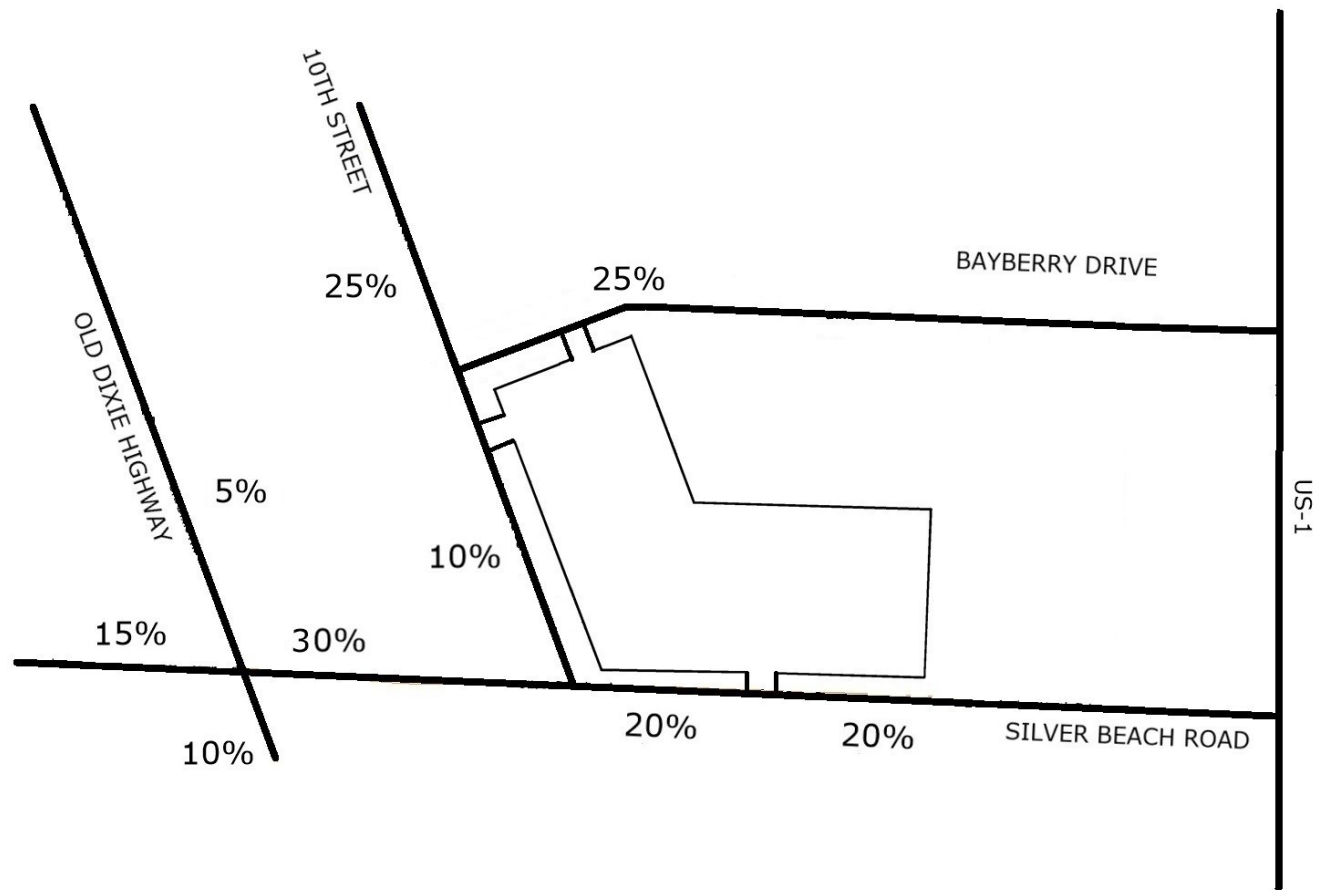 10TH STREET
BAYBERRY DRIVE
25%
25%
OLD DIXIE HIGHWAY
5%
US-1
10%
15%
30%
20%
20%
SILVER BEACH ROAD
10%